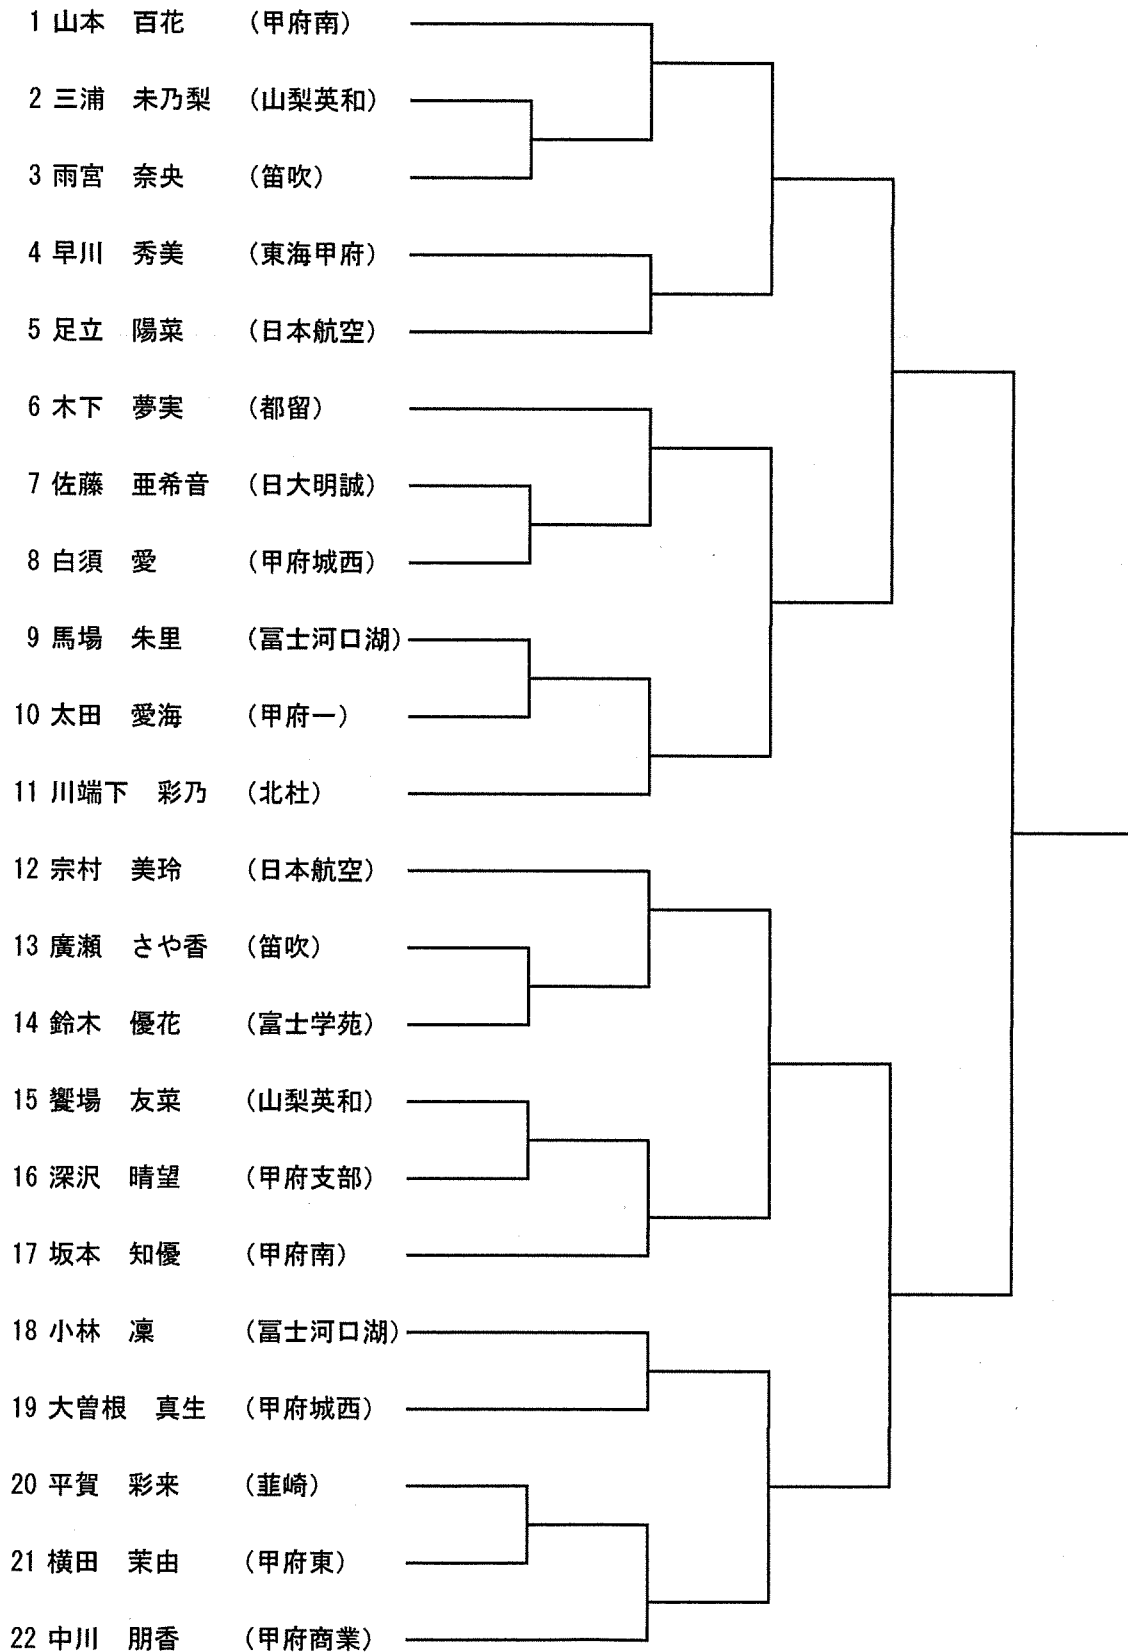 1 山本　百花　（甲府南）
2 三浦　未乃梨　（山梨英和）
3 雨宮　奈央　（笛吹）
4 早川　秀美　（東海甲府）
5 足立　陽菜　（日本航空）
6 木下　夢実　（都留）
7 佐藤　亜希音　（日大明誠）
8 白須　愛　（甲府城西）
9 馬場　朱里　（冨士河口湖）
10 太田　愛海　（甲府一）
11 川端下　彩乃　（北杜）
12 宗村　美玲　（日本航空）
13 廣瀬　さや香　（笛吹）
14 鈴木　優花　（富士学苑）
15 饗場　友菜　（山梨英和）
16 深沢　晴望　（甲府支部）
17 坂本　知優　（甲府南）
18 小林　凜　（冨士河口湖）
19 大曽根　真生　（甲府城西）
20 平賀　彩来　（韮崎）
21 横田　茉由　（甲府東）
22 中川　朋香　（甲府商業）